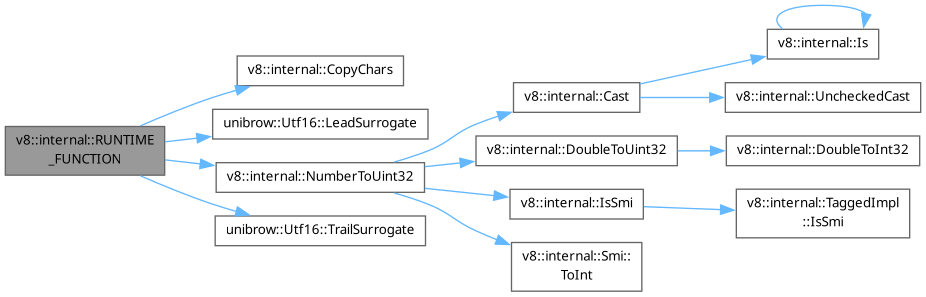 v8::internal::RUNTIME
_FUNCTION
v8::internal::CopyChars
unibrow::Utf16::LeadSurrogate
v8::internal::NumberToUint32
unibrow::Utf16::TrailSurrogate
v8::internal::Cast
v8::internal::DoubleToUint32
v8::internal::IsSmi
v8::internal::Smi::
ToInt
v8::internal::Is
v8::internal::UncheckedCast
v8::internal::DoubleToInt32
v8::internal::TaggedImpl
::IsSmi